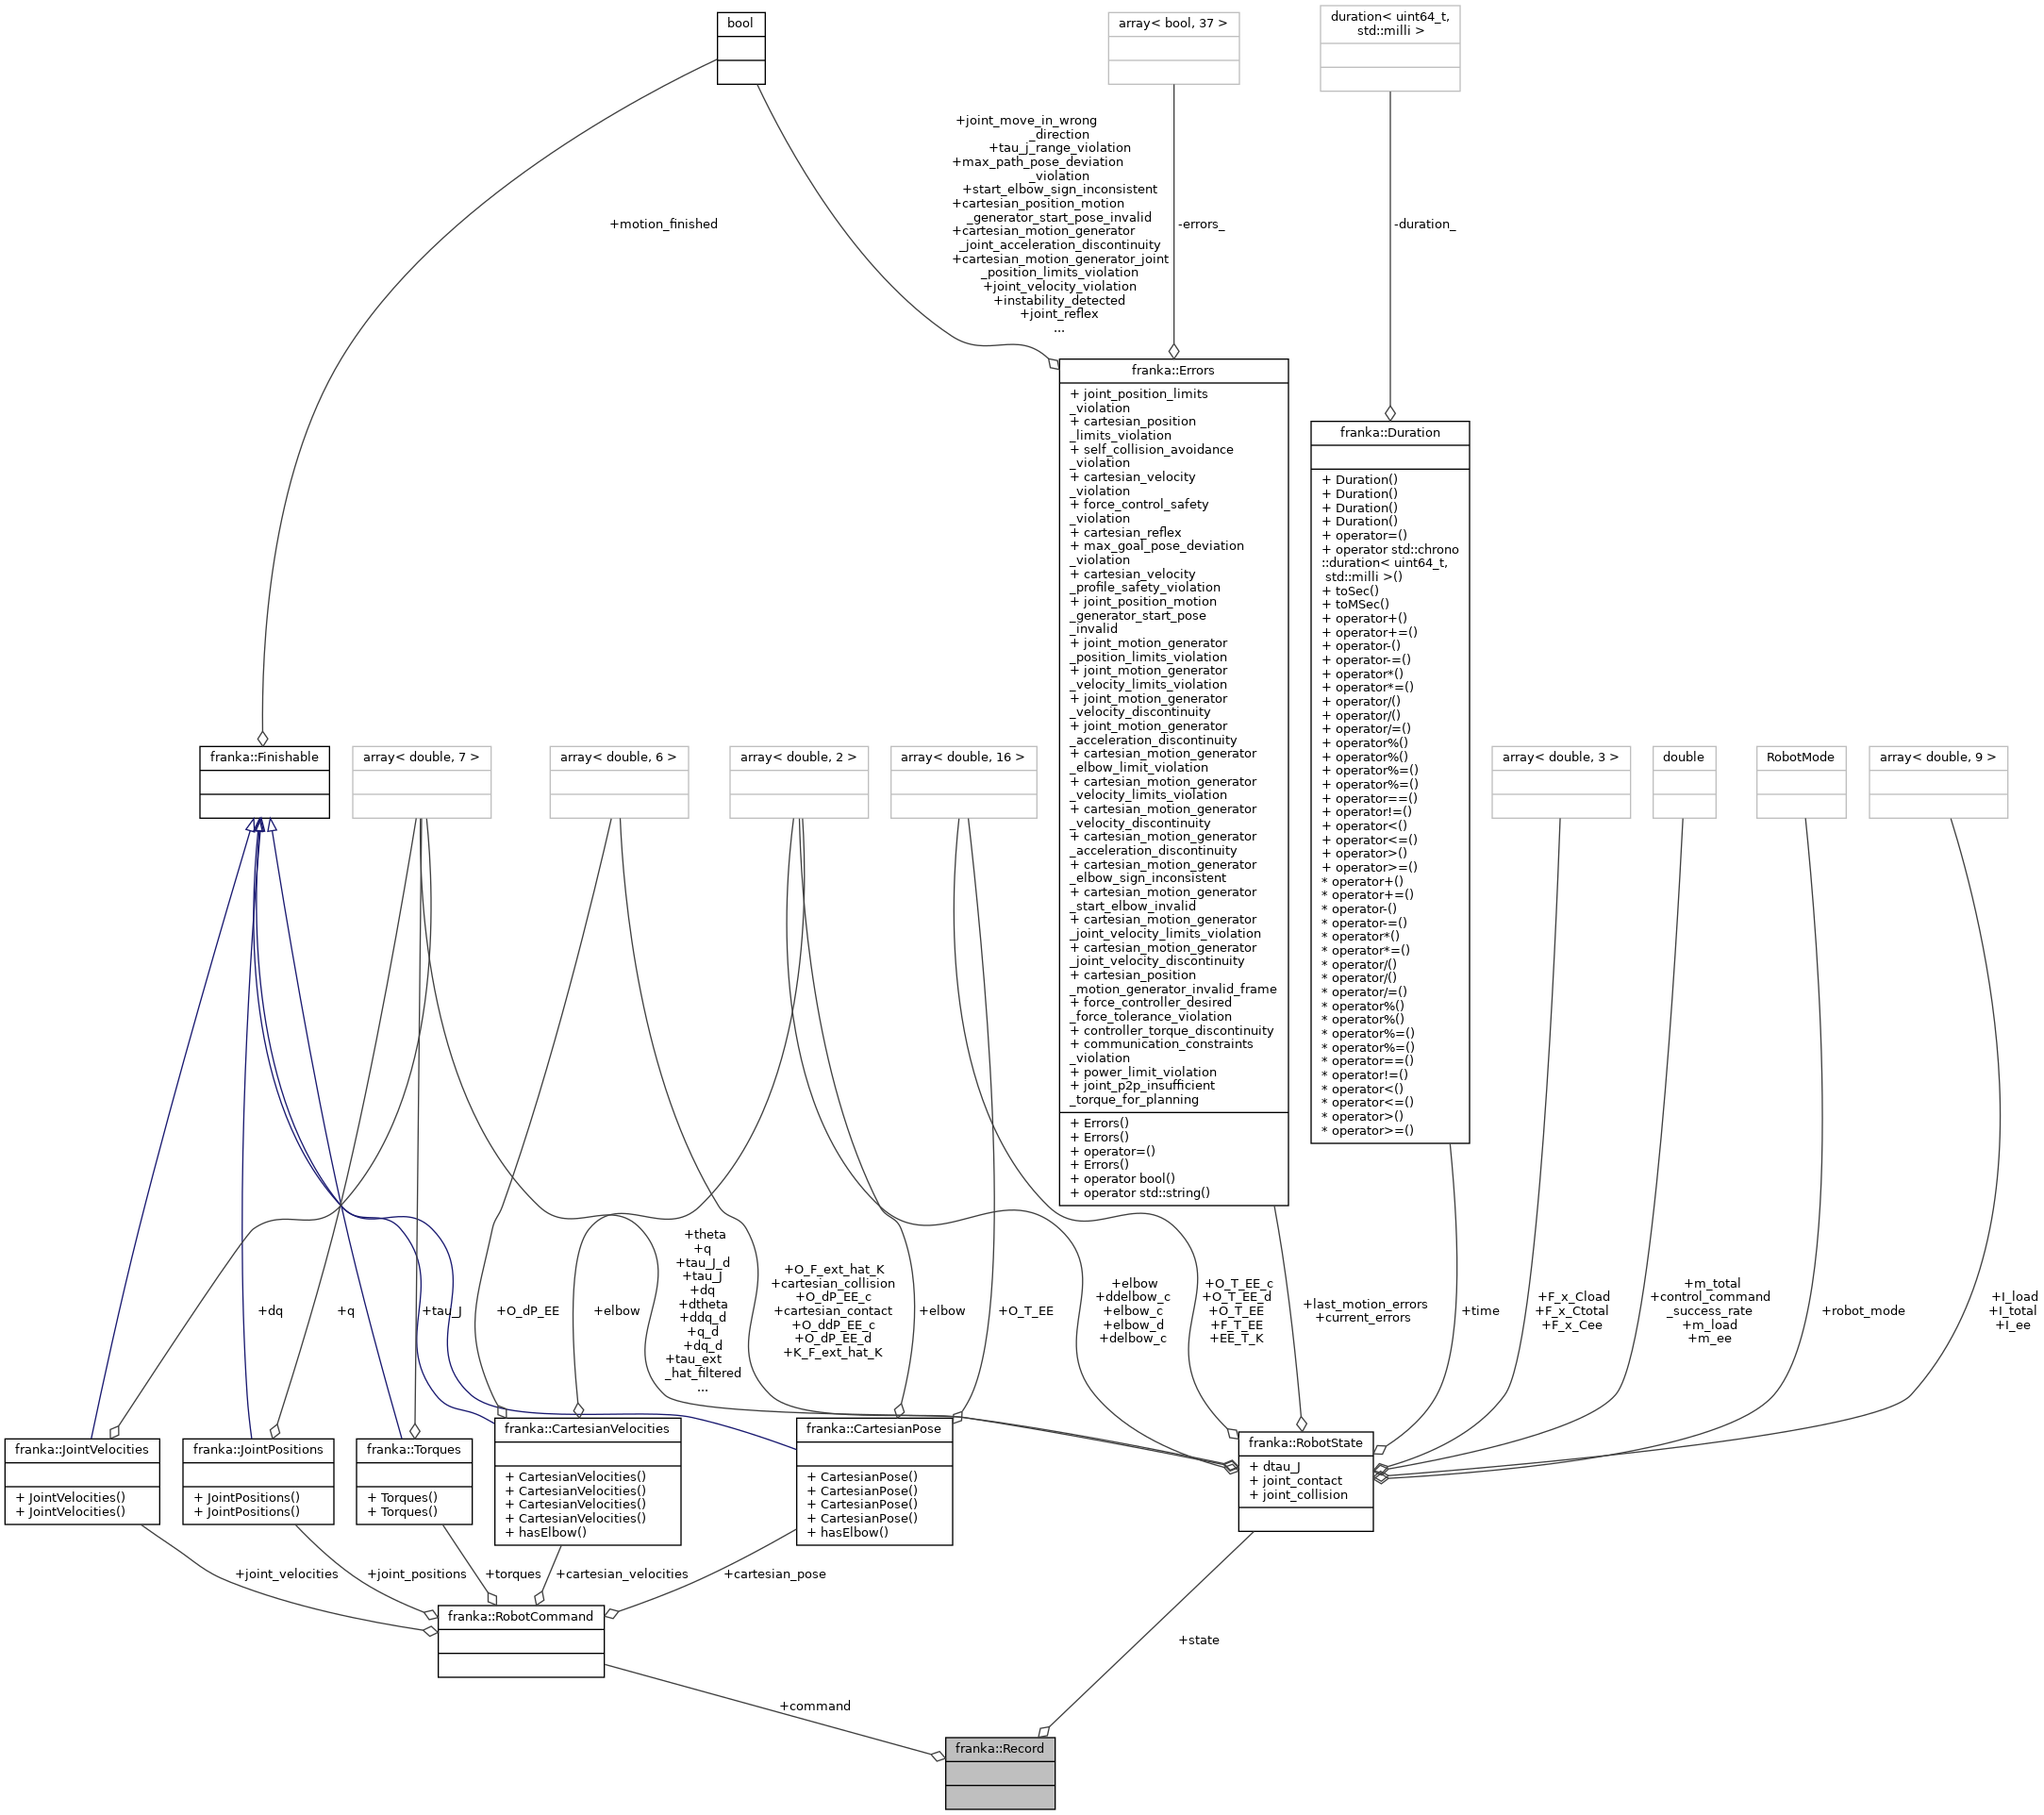 bool
array< bool, 37 >
duration< uint64_t,
std::milli >
+motion_finished
+joint_move_in_wrong
_direction
+tau_j_range_violation
+max_path_pose_deviation
_violation
+start_elbow_sign_inconsistent
+cartesian_position_motion
_generator_start_pose_invalid
+cartesian_motion_generator
_joint_acceleration_discontinuity
+cartesian_motion_generator_joint
_position_limits_violation
+joint_velocity_violation
+instability_detected
+joint_reflex
...
-errors_
-duration_
franka::Errors
+ joint_position_limits
_violation
+ cartesian_position
_limits_violation
+ self_collision_avoidance
_violation
+ cartesian_velocity
_violation
+ force_control_safety
_violation
+ cartesian_reflex
+ max_goal_pose_deviation
_violation
+ cartesian_velocity
_profile_safety_violation
+ joint_position_motion
_generator_start_pose
_invalid
+ joint_motion_generator
_position_limits_violation
+ joint_motion_generator
_velocity_limits_violation
+ joint_motion_generator
_velocity_discontinuity
+ joint_motion_generator
_acceleration_discontinuity
+ cartesian_motion_generator
_elbow_limit_violation
+ cartesian_motion_generator
_velocity_limits_violation
+ cartesian_motion_generator
_velocity_discontinuity
+ cartesian_motion_generator
_acceleration_discontinuity
+ cartesian_motion_generator
_elbow_sign_inconsistent
+ cartesian_motion_generator
_start_elbow_invalid
+ cartesian_motion_generator
_joint_velocity_limits_violation
+ cartesian_motion_generator
_joint_velocity_discontinuity
+ cartesian_position
_motion_generator_invalid_frame
+ force_controller_desired
_force_tolerance_violation
+ controller_torque_discontinuity
+ communication_constraints
_violation
+ power_limit_violation
+ joint_p2p_insufficient
_torque_for_planning
+ Errors()
+ Errors()
+ operator=()
+ Errors()
+ operator bool()
+ operator std::string()
franka::Duration
+ Duration()
+ Duration()
+ Duration()
+ Duration()
+ operator=()
+ operator std::chrono
::duration< uint64_t,
std::milli >()
+ toSec()
+ toMSec()
+ operator+()
+ operator+=()
+ operator-()
+ operator-=()
+ operator*()
+ operator*=()
+ operator/()
+ operator/()
+ operator/=()
+ operator%()
+ operator%()
+ operator%=()
+ operator%=()
+ operator==()
+ operator!=()
+ operator<()
+ operator<=()
+ operator>()
+ operator>=()
* operator+()
* operator+=()
* operator-()
* operator-=()
* operator*()
* operator*=()
* operator/()
* operator/()
* operator/=()
* operator%()
* operator%()
* operator%=()
* operator%=()
* operator==()
* operator!=()
* operator<()
* operator<=()
* operator>()
* operator>=()
franka::Finishable
array< double, 7 >
array< double, 6 >
array< double, 2 >
array< double, 16 >
array< double, 3 >
double
RobotMode
array< double, 9 >
+dq
+q
+tau_J
+O_dP_EE
+elbow
+theta
+q
+tau_J_d
+tau_J
+dq
+dtheta
+ddq_d
+q_d
+dq_d
+tau_ext
_hat_filtered
...
+O_F_ext_hat_K
+cartesian_collision
+O_dP_EE_c
+cartesian_contact
+O_ddP_EE_c
+O_dP_EE_d
+K_F_ext_hat_K
+elbow
+O_T_EE
+elbow
+ddelbow_c
+elbow_c
+elbow_d
+delbow_c
+O_T_EE_c
+O_T_EE_d
+O_T_EE
+F_T_EE
+EE_T_K
+last_motion_errors
+current_errors
+time
+F_x_Cload
+F_x_Ctotal
+F_x_Cee
+m_total
+control_command
_success_rate
+m_load
+m_ee
+robot_mode
+I_load
+I_total
+I_ee
franka::JointVelocities
+ JointVelocities()
+ JointVelocities()
franka::JointPositions
+ JointPositions()
+ JointPositions()
franka::Torques
+ Torques()
+ Torques()
franka::CartesianVelocities
+ CartesianVelocities()
+ CartesianVelocities()
+ CartesianVelocities()
+ CartesianVelocities()
+ hasElbow()
franka::CartesianPose
+ CartesianPose()
+ CartesianPose()
+ CartesianPose()
+ CartesianPose()
+ hasElbow()
franka::RobotState
+ dtau_J
+ joint_contact
+ joint_collision
+joint_velocities
+joint_positions
+torques
+cartesian_velocities
+cartesian_pose
franka::RobotCommand
+state
+command
franka::Record